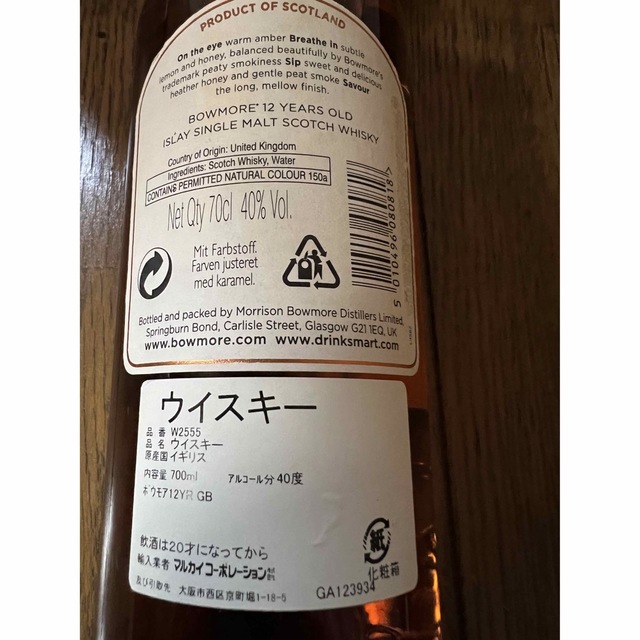 PRODUCT OF SCOTLAND
On the eye warm amber Breathe in subtle
lemon and honey, balanced beautifully by Bowmore's
trademark peaty smokiness Sip sweet and delicious
heather honey and gentle peat smoke Savour
the long, mellow finish.
BOWMORE® 12 YEARS OLD
ISLAY SINGLE MALT SCOTCH WHISKY
Country of Origin: United Kingdom
Ingredients: Scotch Whisky, Water
CONTAINS PERMITTED NATURAL COLOUR 150a
Net Qty 70cl 40% Vol.
Mit Farbstoff.
Farven justeret
med karamel.
5 010496 080818 >
Bottled and packed by Morrison Bowmore Distillers Limited,
Springburn Bond, Carlisle Street, Glasgow G21 1EQ, UK
www.bowmore.com www.drinksmart.com
ウイスキー
品 番 W2555
品 名 ウイスキー
原産国 イギリス
内容量 700ml アルコール分 40度
ボウモア12YR GB
飲酒は20才になってから
輸入業者 マルカイコーポレーション
及び引取先 大阪市西区京町堀1-18-5
紙
化粧箱
GA123934